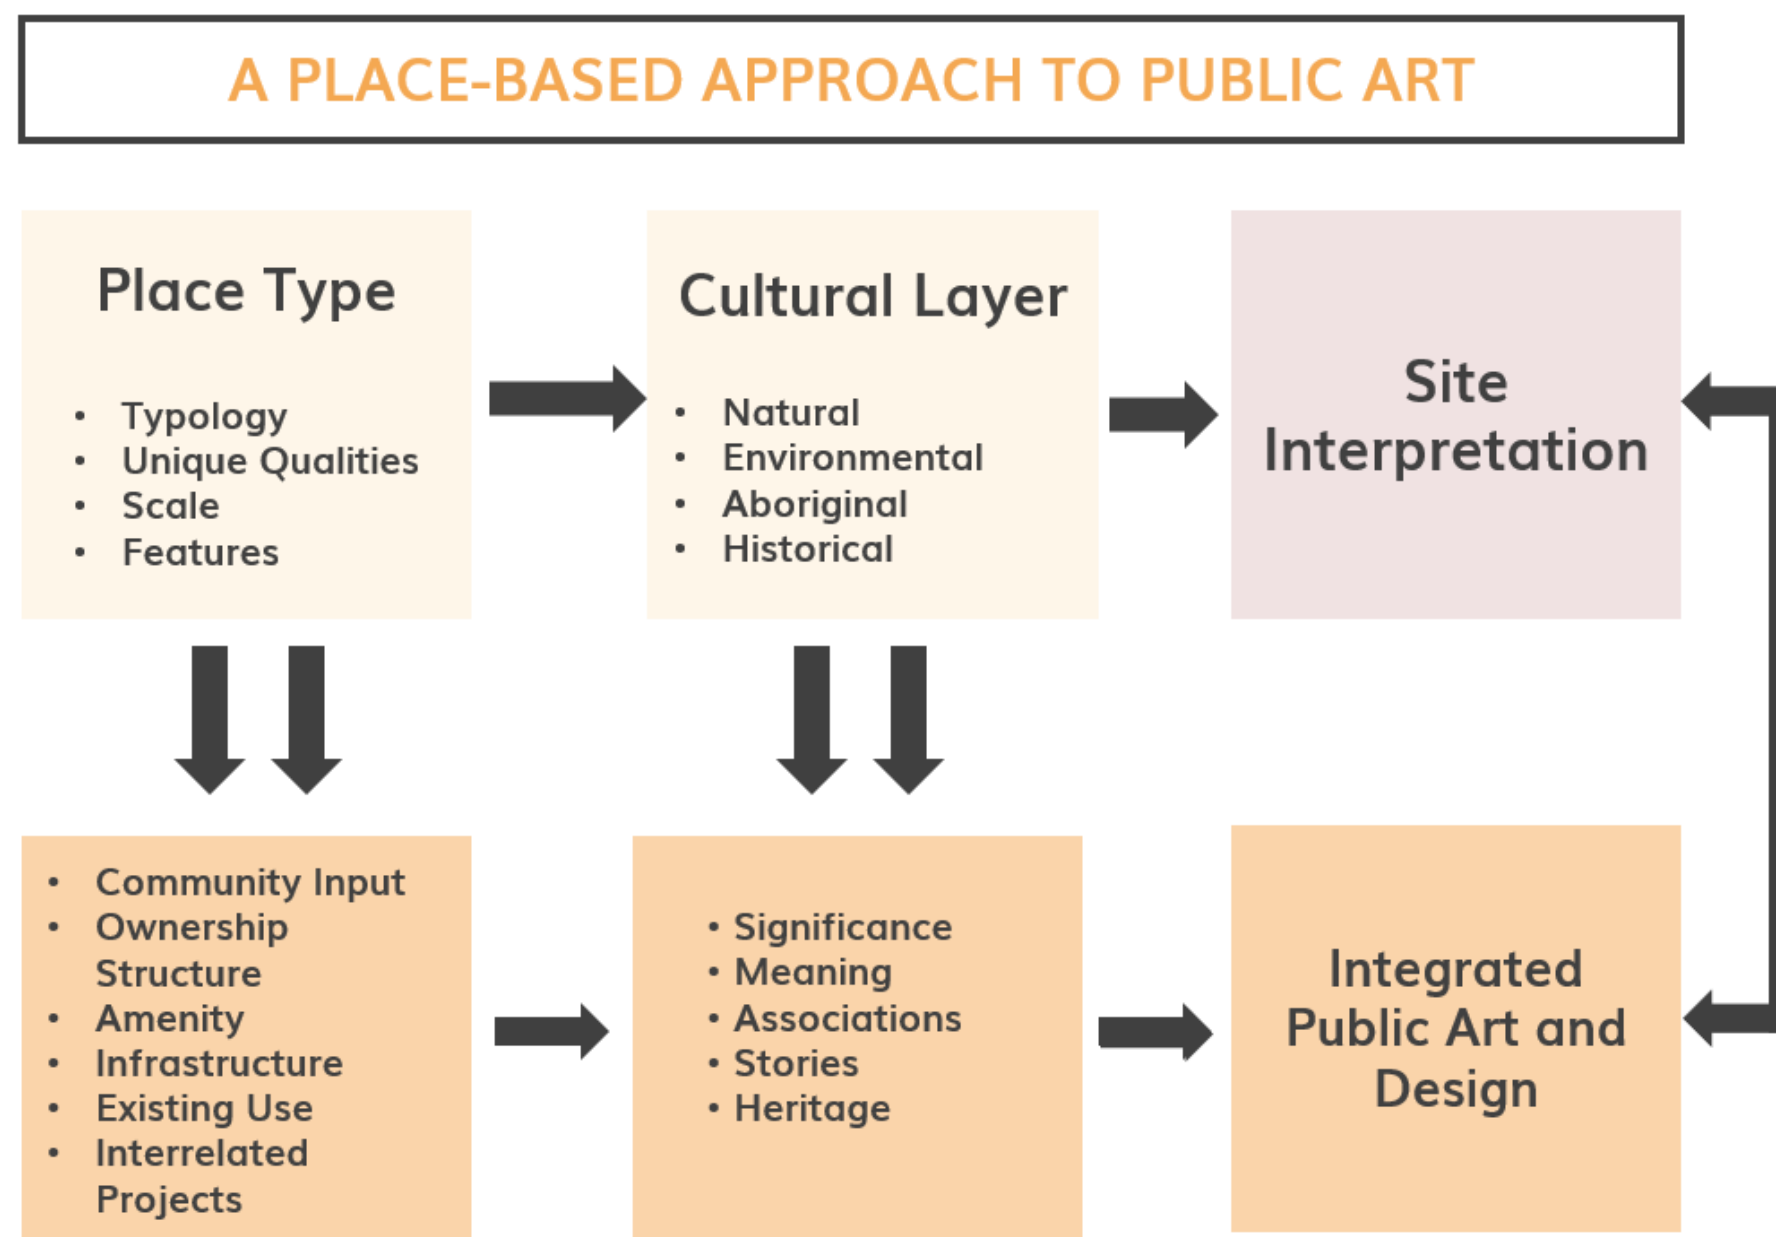 A PLACE-BASED APPROACH TO PUBLIC ART
Place Type
• Typology
• Unique Qualities
• Scale
• Features
Cultural Layer
• Natural
• Environmental
• Aboriginal
• Historical
Site
Interpretation
• Community Input
• Ownership
Structure
• Amenity
• Infrastructure
• Existing Use
• Interrelated
Projects
• Significance
• Meaning
• Associations
• Stories
• Heritage
Integrated
Public Art and
Design